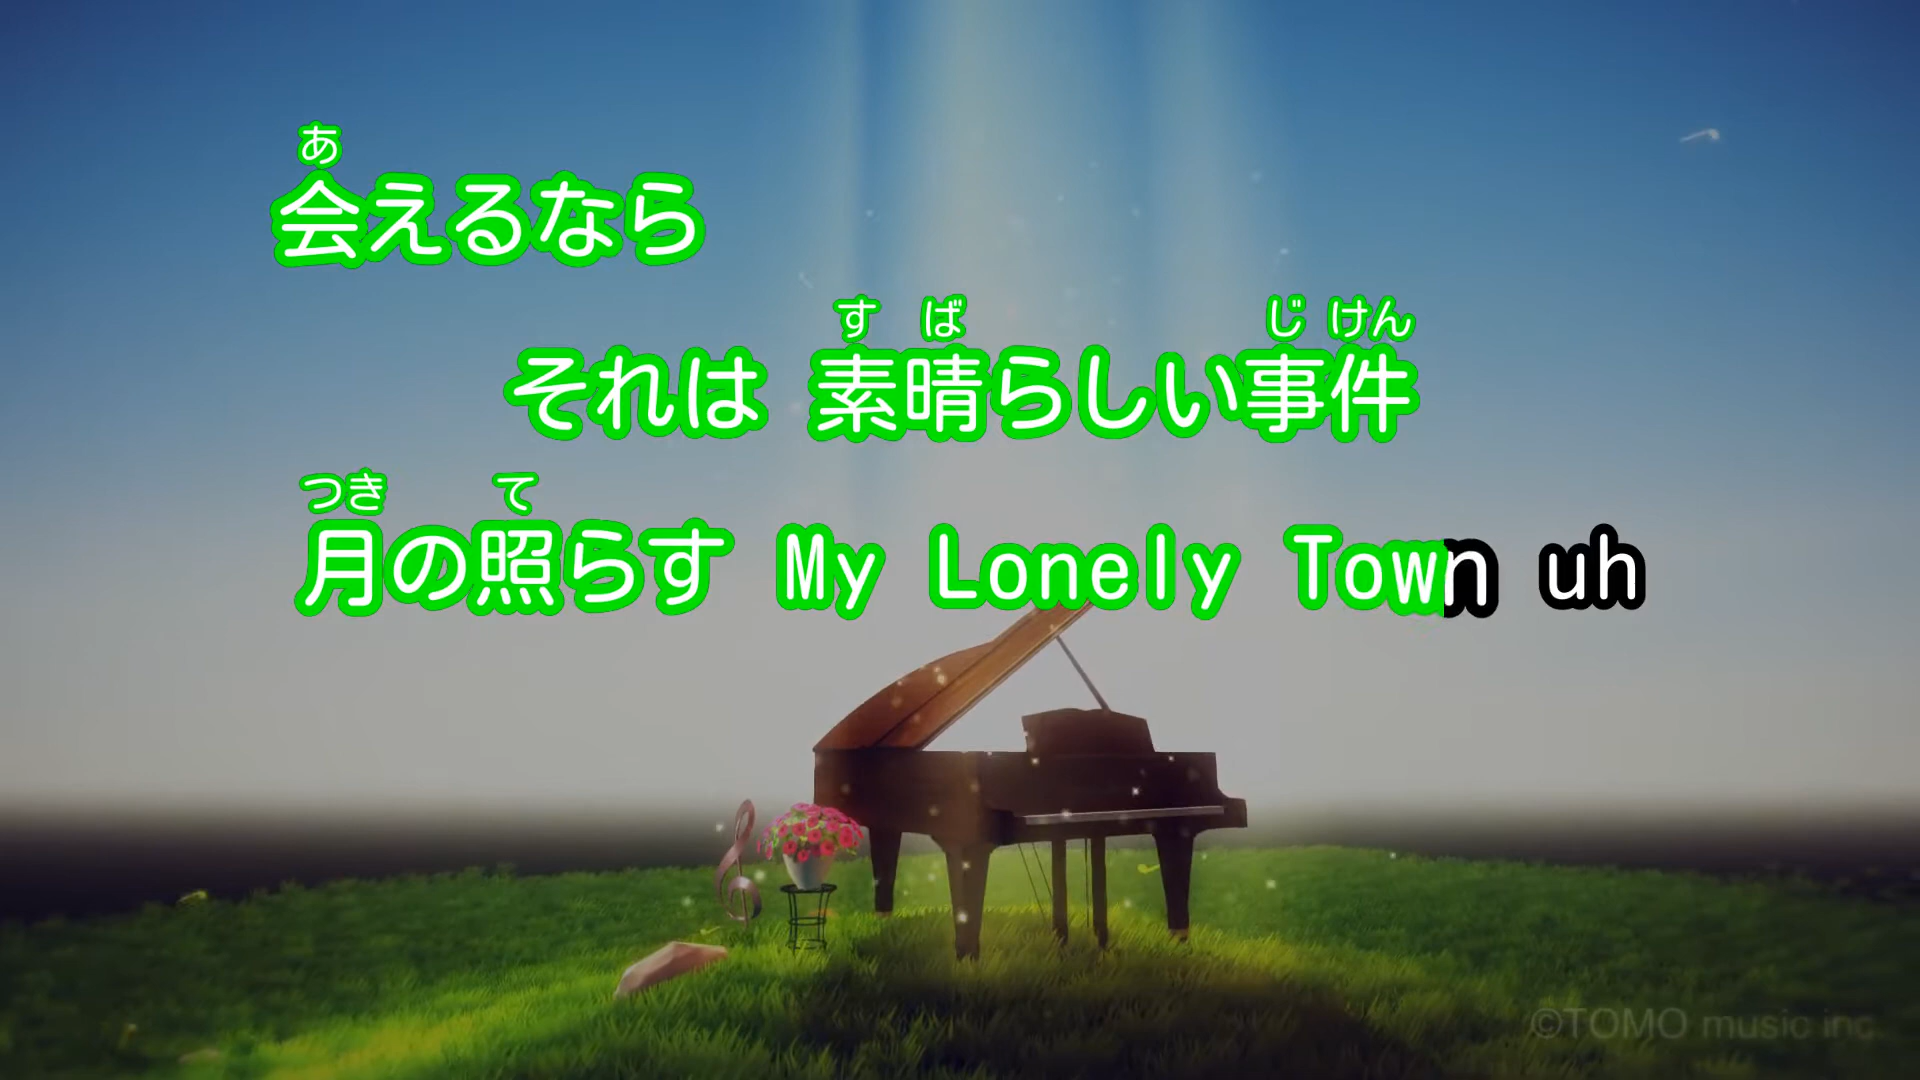 あ
会えるなら
す ば じ けん
それは 素晴らしい事件
つき て
月の照らす My Lonely Town uh
©TOMO music inc